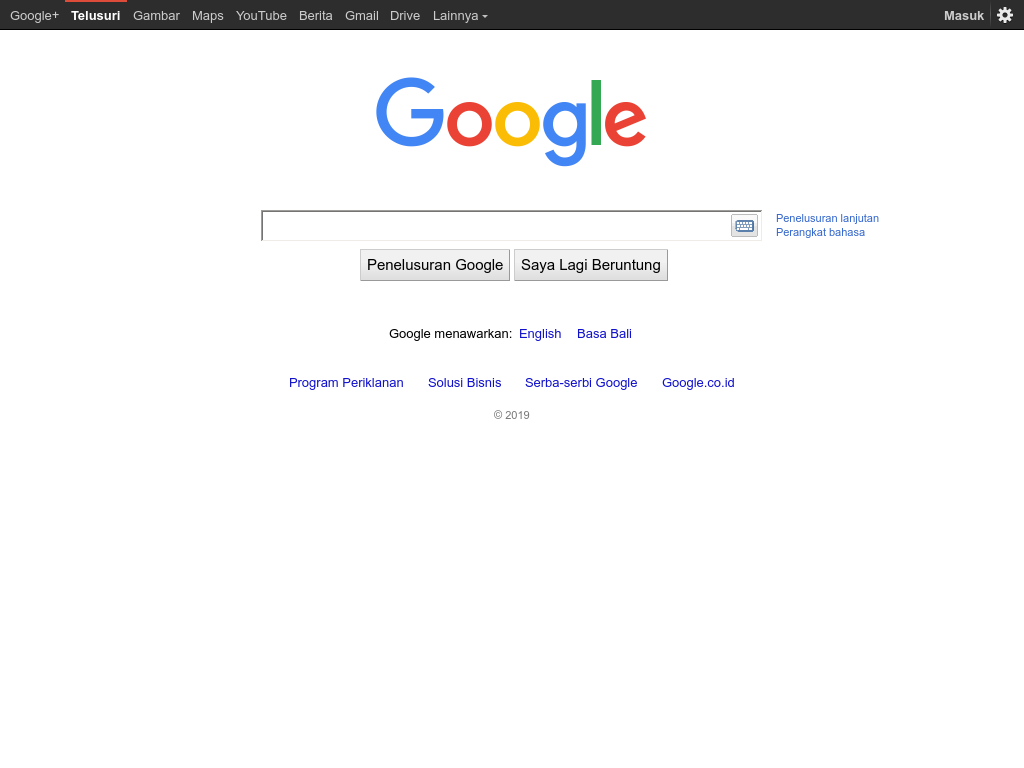 Google+ Telusuri Gambar Maps YouTube Berita Gmail Drive Lainnya Masuk
Google
Penelusuran lanjutan
Perangkat bahasa
Penelusuran Google Saya Lagi Beruntung
Google menawarkan: English Basa Bali
Program Periklanan Solusi Bisnis Serba-serbi Google Google.co.id
© 2019